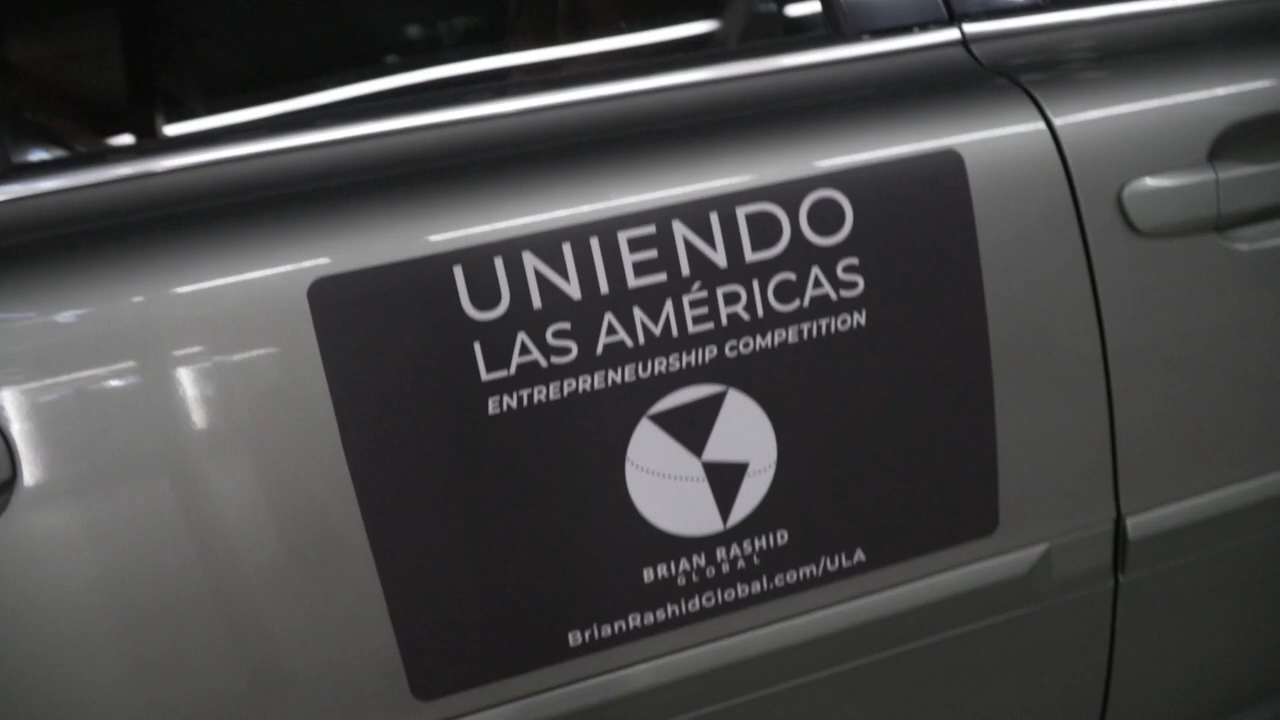 UNIENDO
LAS AMÉRICAS
ENTREPRENEURSHIP COMPETITION
BRIAN RASHID
GLOBAL
BrianRashidGlobal.com/ULA